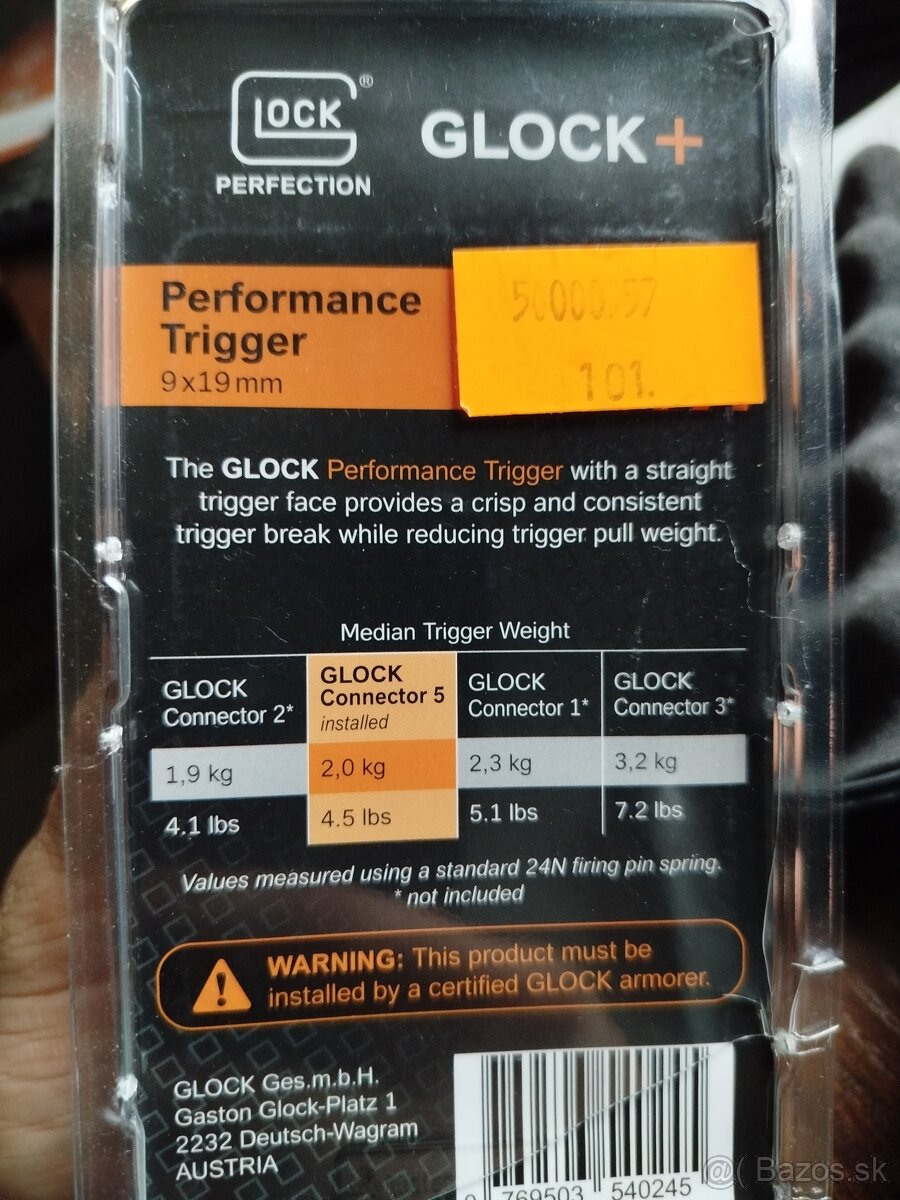 GLOCK®
PERFECTION
GLOCK+
Performance
Trigger
9x19mm
101.
The GLOCK Performance Trigger with a straight
trigger face provides a crisp and consistent
trigger break while reducing trigger pull weight.
Median Trigger Weight
GLOCK
Connector 2*
GLOCK
Connector 5
installed
GLOCK
Connector 1*
GLOCK
Connector 3*
1,9 kg
2,0 kg
2,3 kg
3,2 kg
4.1 lbs
4.5 lbs
5.1 lbs
7.2 lbs
Values measured using a standard 24N firing pin spring.
* not included
WARNING: This product must be
installed by a certified GLOCK armorer.
GLOCK Ges.m.b.H.
Gaston Glock-Platz 1
2232 Deutsch-Wagram
AUSTRIA
769503 540245
@( Bazos.sk